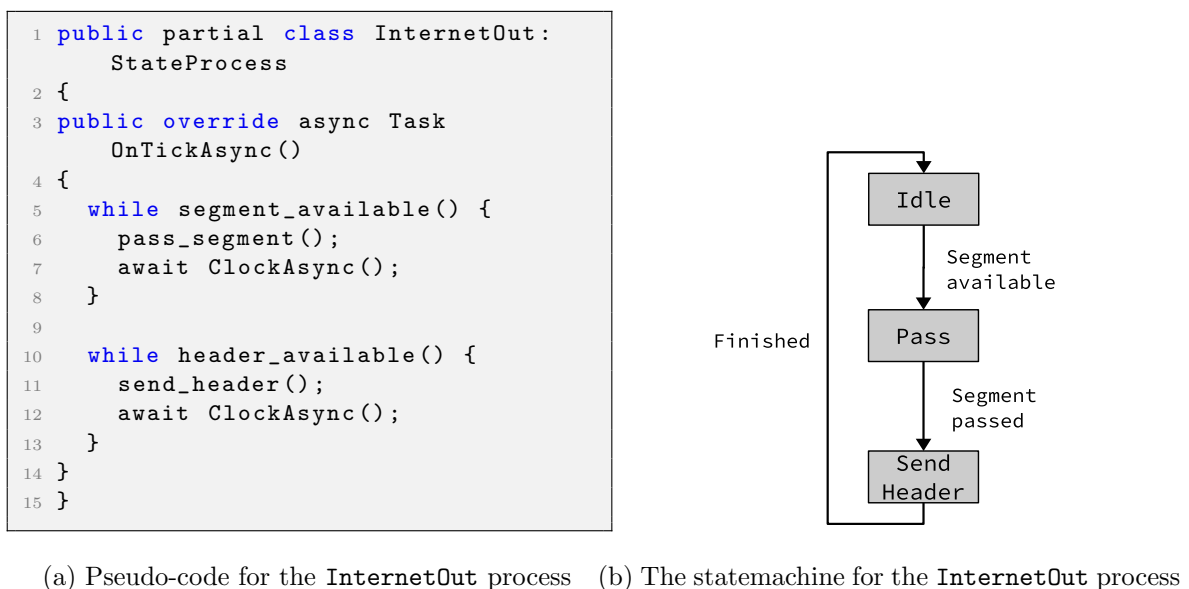 1 public partial class InternetOut:
StateProcess
2 {
3 public override async Task
OnTickAsync()
4 {
5 while segment_available() {
6 pass_segment();
7 await ClockAsync();
8 }
9
10 while header_available() {
11 send_header();
12 await ClockAsync();
13 }
14 }
15 }
Idle
Segment
available
Pass
Finished
Segment
passed
Send
Header
(a) Pseudo-code for the InternetOut process
(b) The statemachine for the InternetOut process